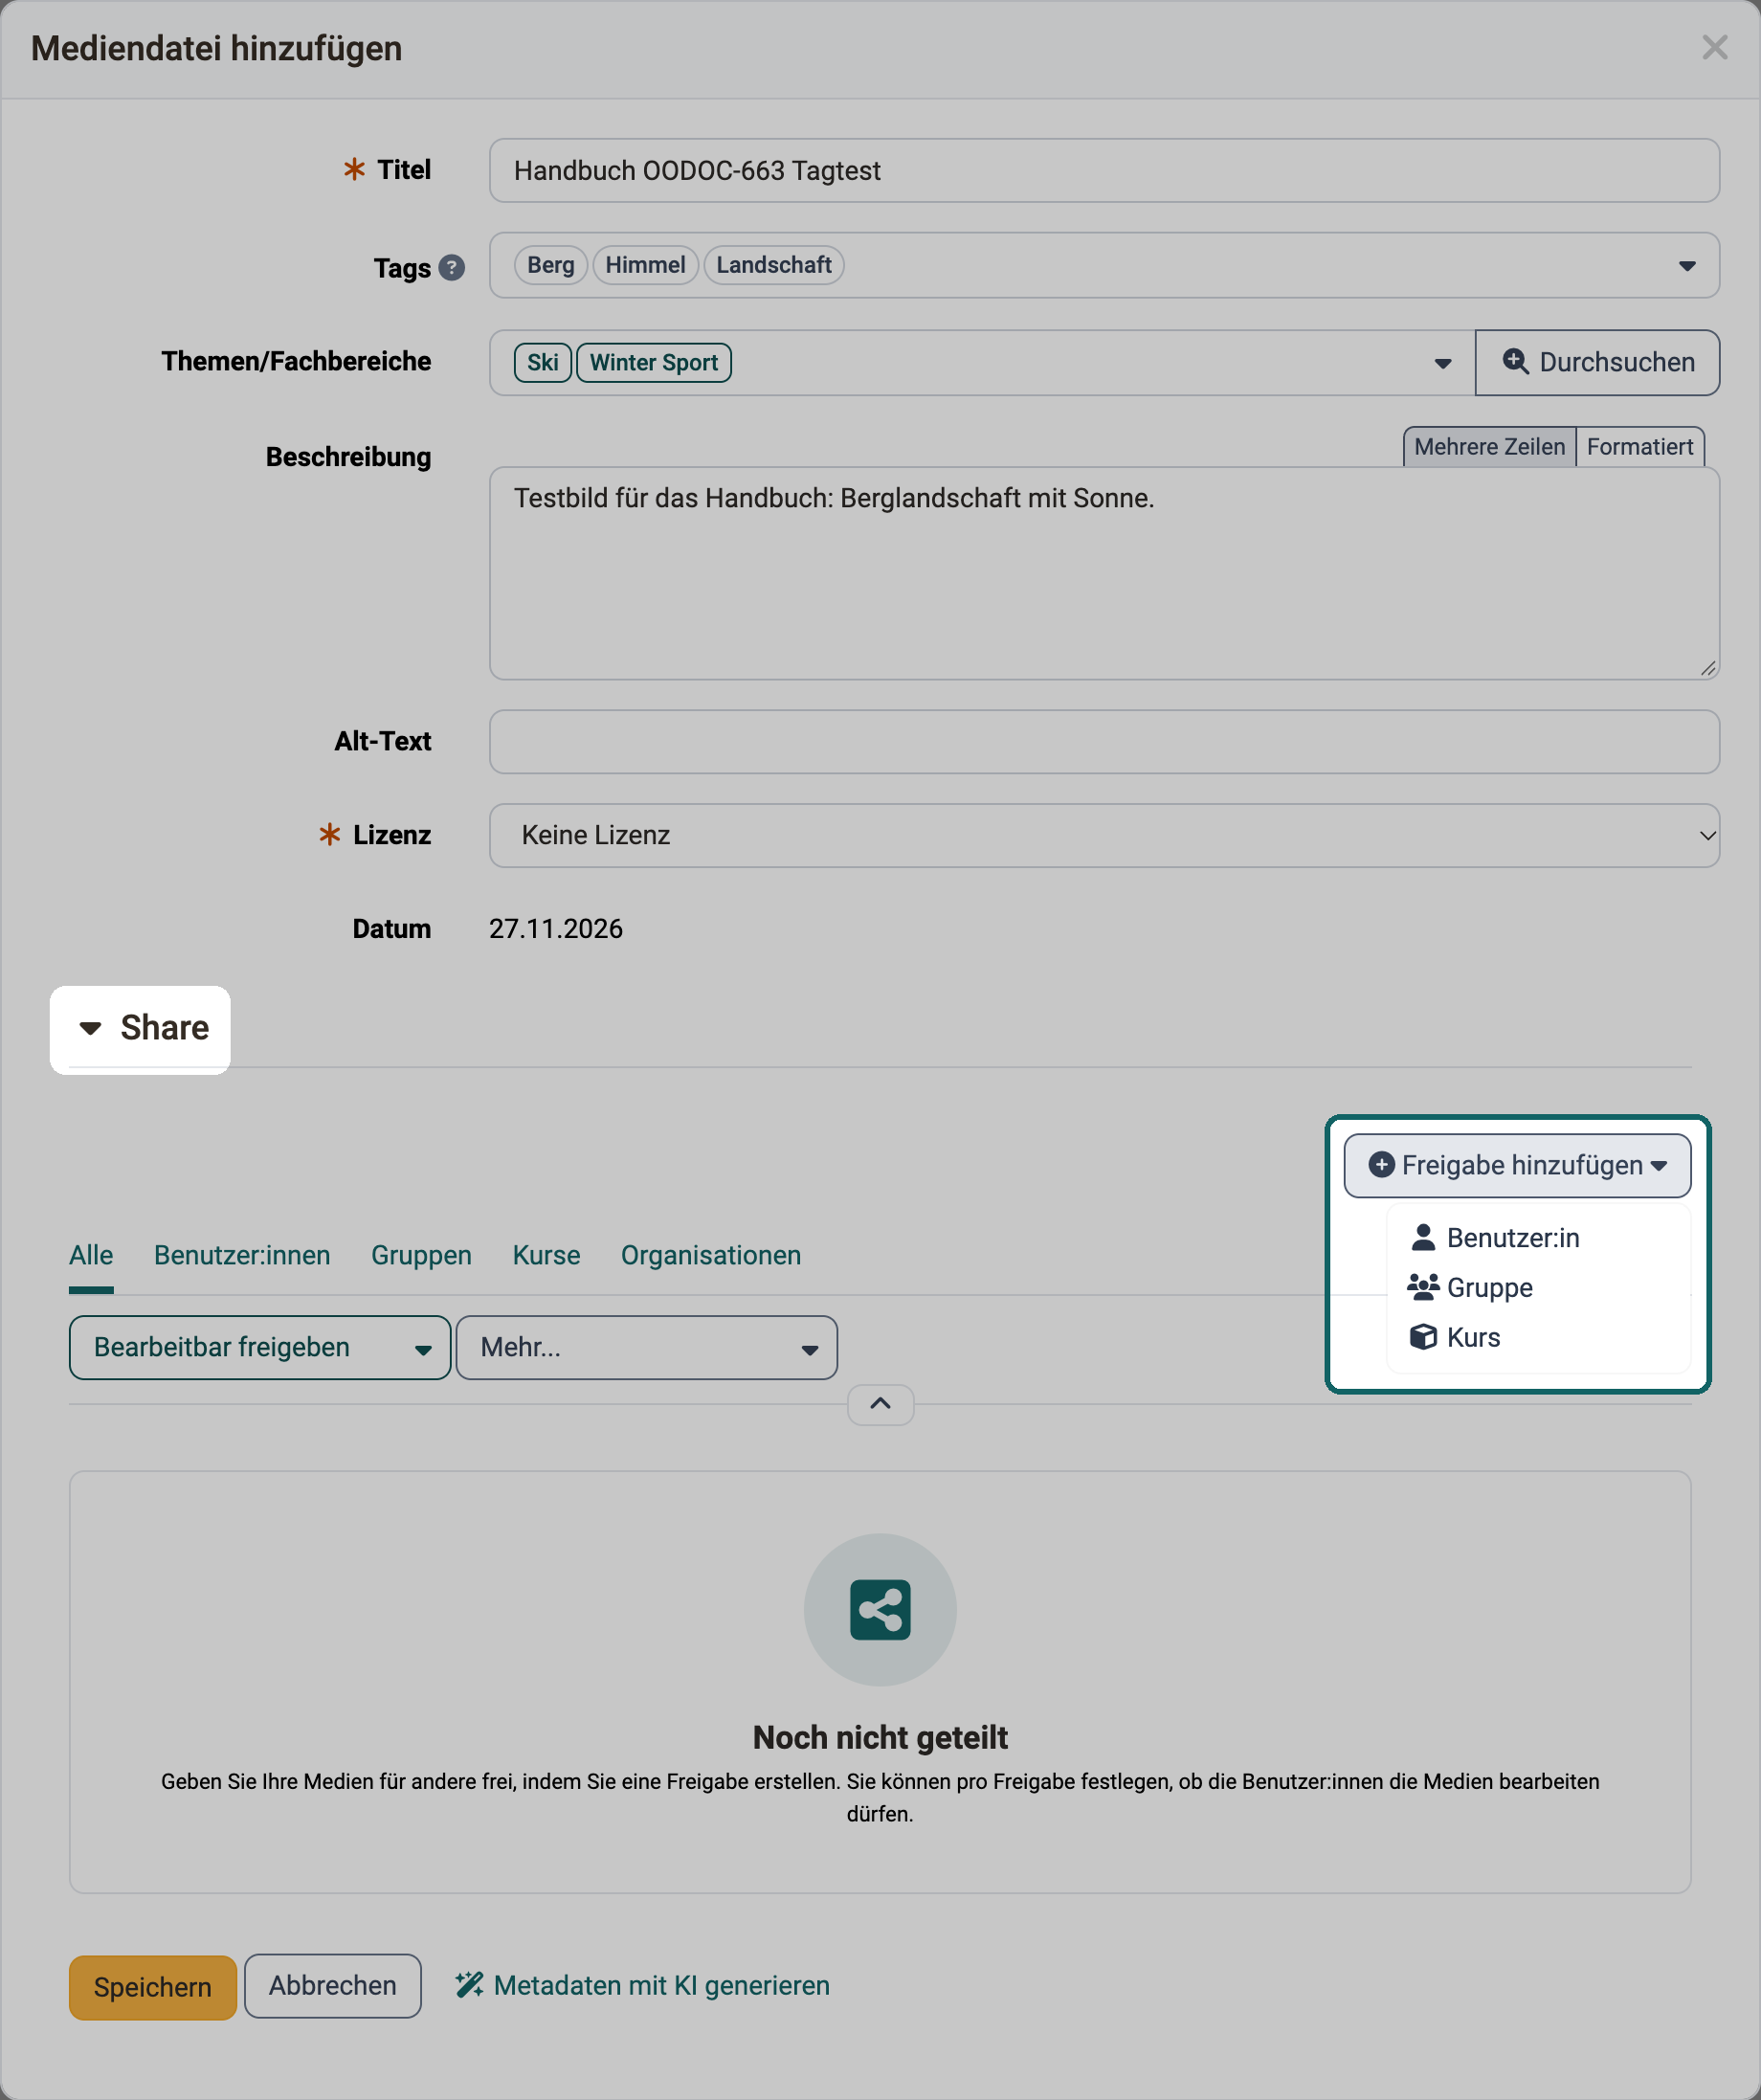 Mediendatei hinzufügen
Titel
Handbuch OODOC-663 Tagtest
Tags
Berg Himmel Landschaft
Themen/Fachbereiche
Ski Winter Sport
Durchsuchen
Beschreibung
Mehrere Zeilen Formatiert
Testbild für das Handbuch: Berglandschaft mit Sonne.
Alt-Text
Lizenz
Keine Lizenz
Datum
27.11.2026
Share
Freigabe hinzufügen
Benutzer:in
Gruppe
Kurs
Alle Benutzer:innen Gruppen Kurse Organisationen
Bearbeitbar freigeben Mehr...
Noch nicht geteilt
Geben Sie Ihre Medien für andere frei, indem Sie eine Freigabe erstellen. Sie können pro Freigabe festlegen, ob die Benutzer:innen die Medien bearbeiten
dürfen.
Speichern Abbrechen Metadaten mit KI generieren